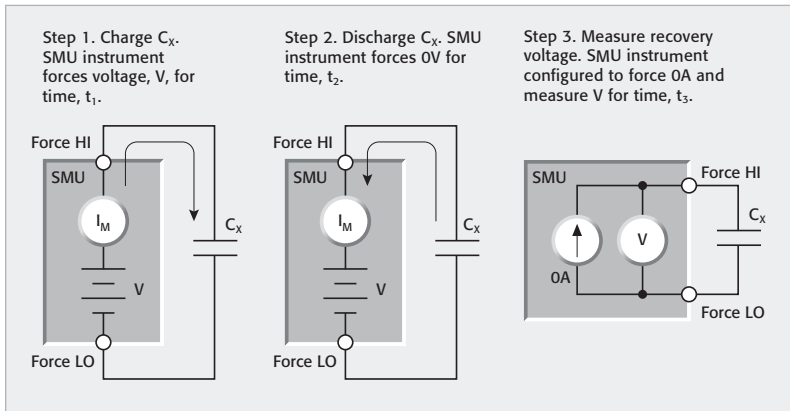 Step 1. Charge CX.
SMU instrument
forces voltage, V, for
time, t1.
Step 2. Discharge CX. SMU
instrument forces 0V for
time, t2.
Step 3. Measure recovery
voltage. SMU instrument
configured to force 0A and
measure V for time, t3.
Force HI
SMU
IM
CX
V
Force LO
Force HI
SMU
IM
CX
V
Force LO
SMU
Force HI
CX
V
0A
Force LO